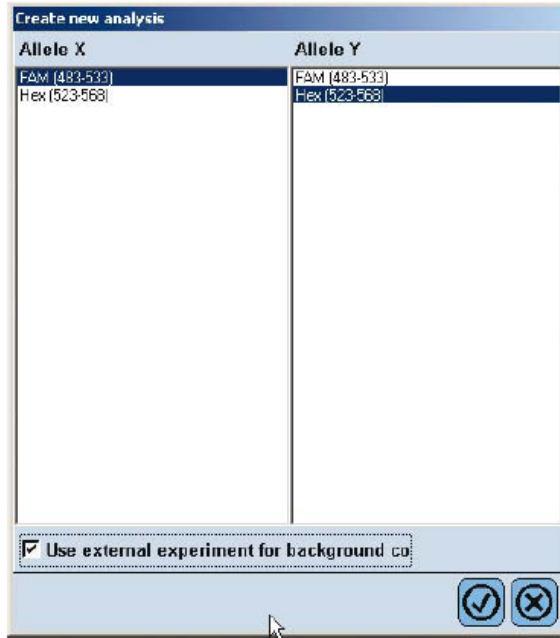 Create new analysis
Allele X Allele Y
FAM (483-533) FAM (483-533)
Hex (523-568) Hex (523-568)
Use external experiment for background co